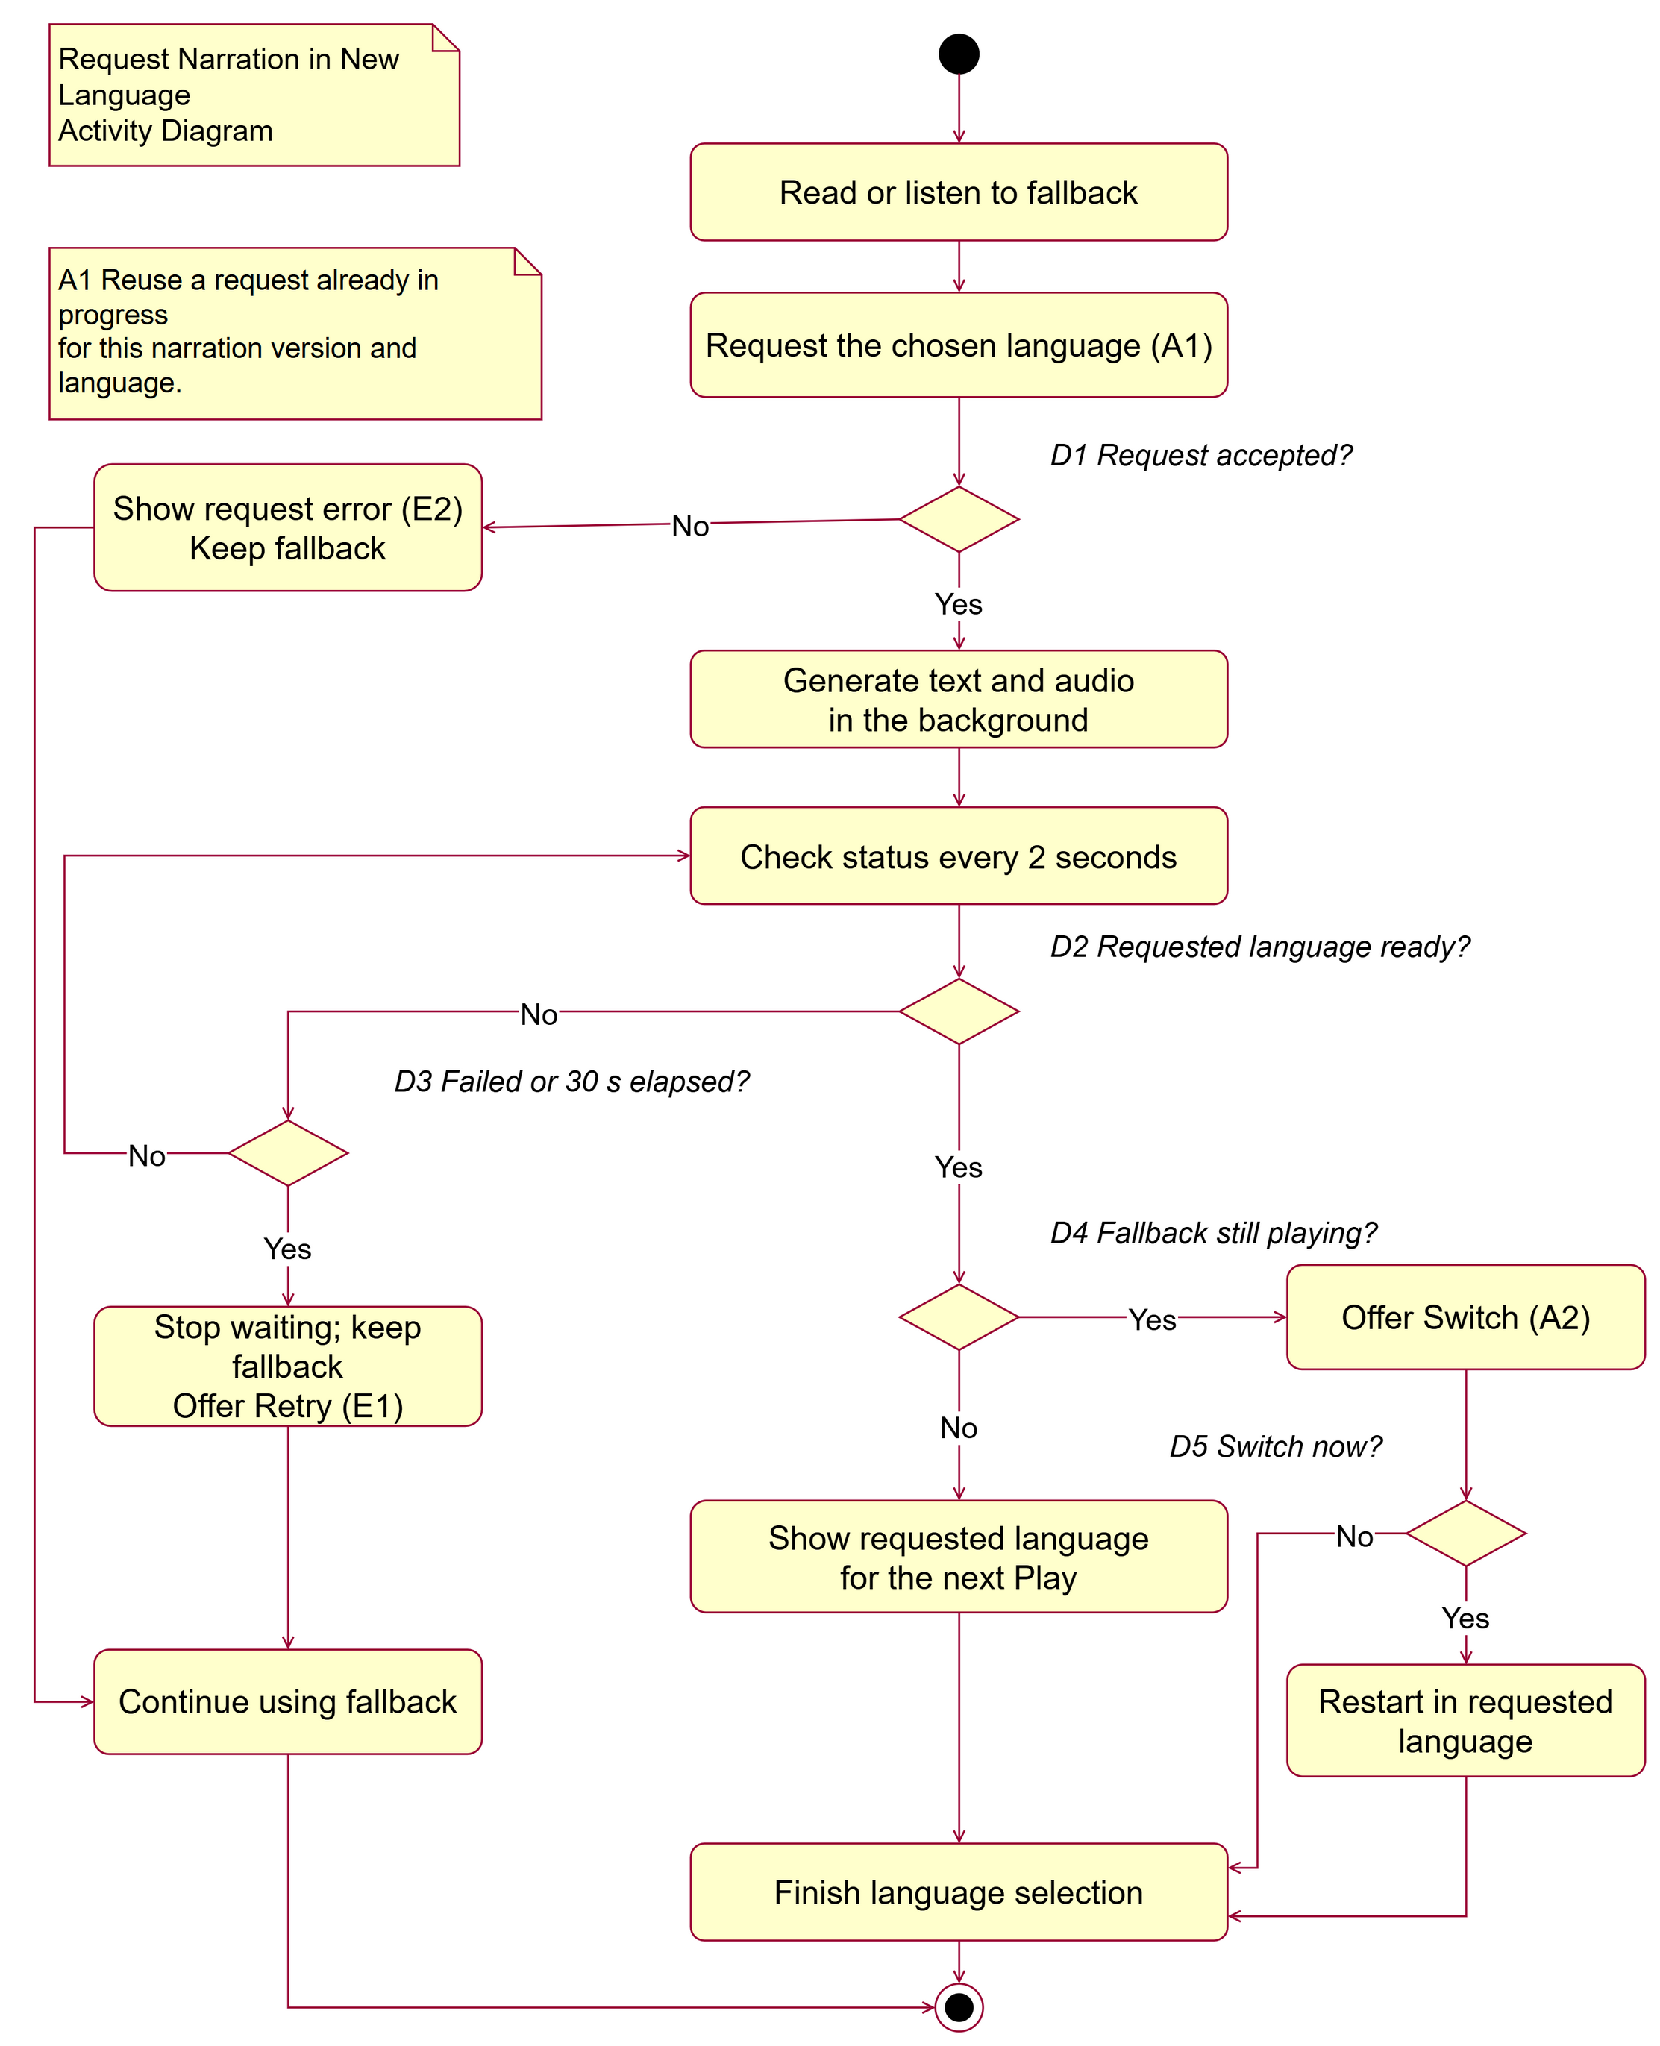 Request Narration in New
Language
Activity Diagram
Read or listen to fallback
A1 Reuse a request already in
progress
for this narration version and
language.
Request the chosen language (A1)
D1 Request accepted?
Show request error (E2)
Keep fallback
No
Yes
Generate text and audio
in the background
Check status every 2 seconds
D2 Requested language ready?
No
D3 Failed or 30 s elapsed?
No
Yes
Yes
D4 Fallback still playing?
Stop waiting; keep
fallback
Offer Retry (E1)
Yes
Offer Switch (A2)
No
D5 Switch now?
Show requested language
for the next Play
No
Yes
Continue using fallback
Restart in requested
language
Finish language selection